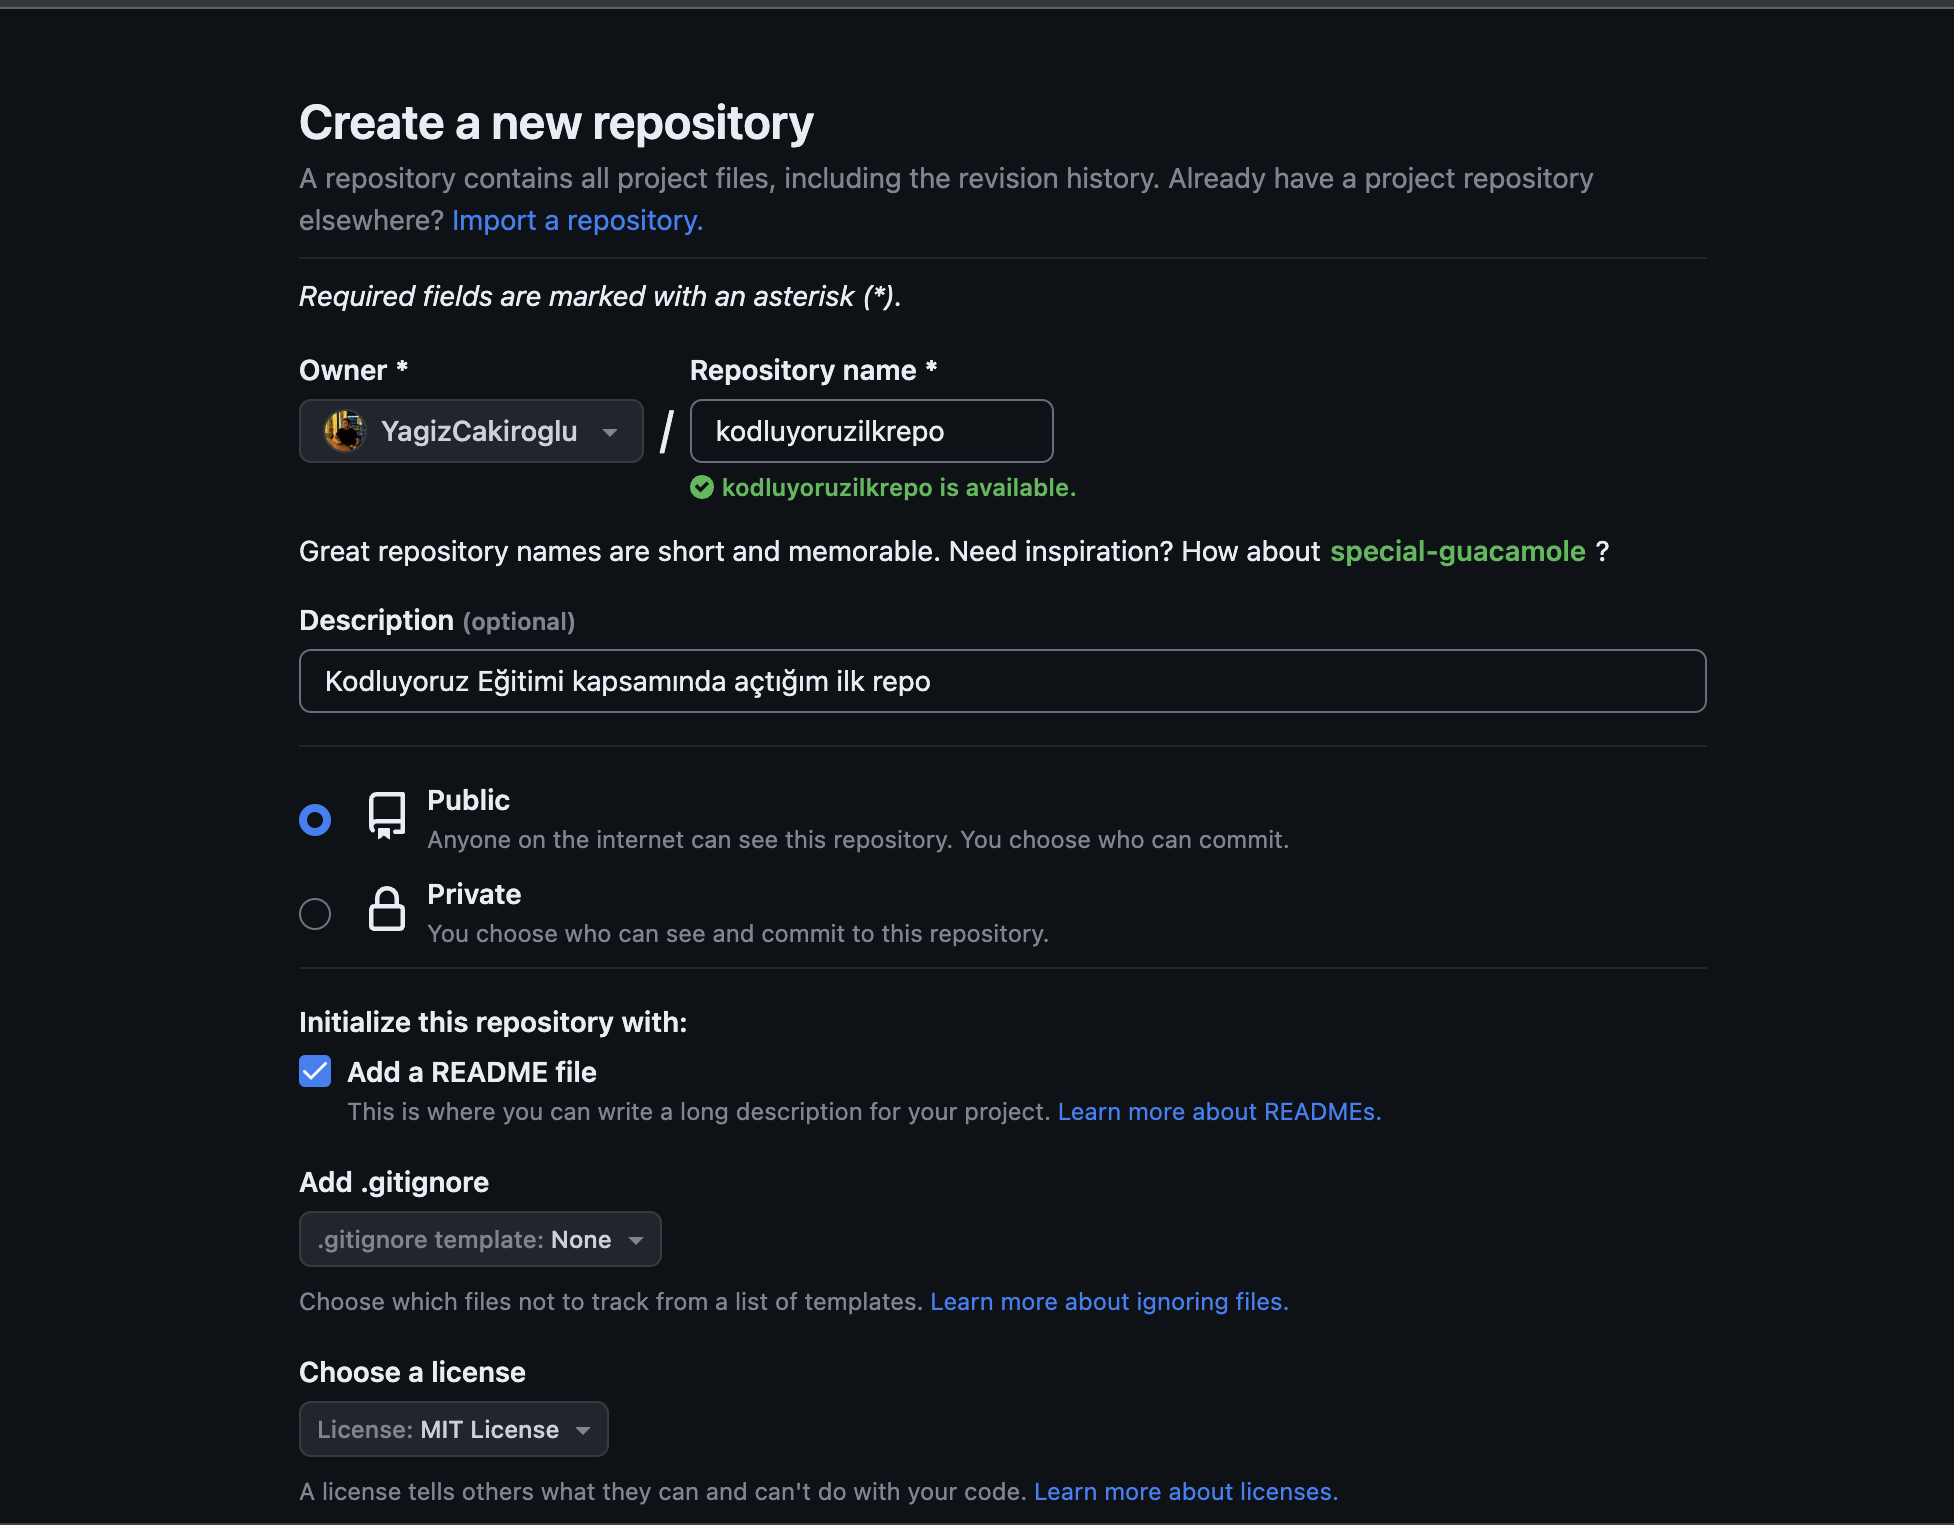 Create a new repository
A repository contains all project files, including the revision history. Already have a project repository
elsewhere? Import a repository.
Required fields are marked with an asterisk (*).
Owner *
Repository name *
YagizCakiroglu
/
kodluyoruzilkrepo
kodluyoruzilkrepo is available.
Great repository names are short and memorable. Need inspiration? How about special-guacamole ?
Description (optional)
Kodluyoruz Eğitimi kapsamında açtığım ilk repo
Public
Anyone on the internet can see this repository. You choose who can commit.
Private
You choose who can see and commit to this repository.
Initialize this repository with:
Add a README file
This is where you can write a long description for your project. Learn more about READMEs.
Add .gitignore
.gitignore template: None
Choose which files not to track from a list of templates. Learn more about ignoring files.
Choose a license
License: MIT License
A license tells others what they can and can't do with your code. Learn more about licenses.